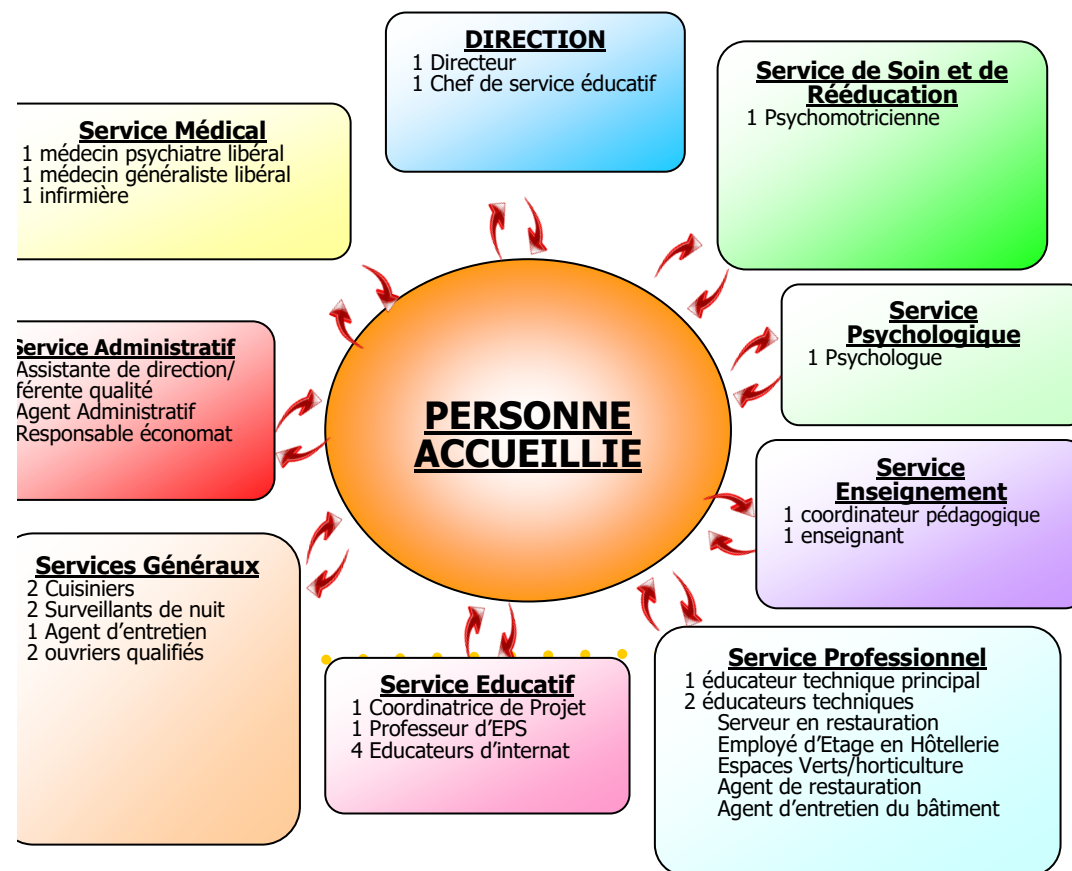 DIRECTION
1 Directeur
1 Chef de service éducatif
Service de Soin et de
Rééducation
1 Psychomotricienne
Service Médical
1 médecin psychiatre libéral
1 médecin généraliste libéral
1 infirmière
Service
Psychologique
1 Psychologue
Service Administratif
Assistante de direction/
férente qualité
Agent Administratif
Responsable économat
PERSONNE
ACCUEILLIE
Service
Enseignement
1 coordinateur pédagogique
1 enseignant
Services Généraux
2 Cuisiniers
2 Surveillants de nuit
1 Agent d'entretien
2 ouvriers qualifiés
Service Educatif
1 Coordinatrice de Projet
1 Professeur d'EPS
4 Educateurs d'internat
Service Professionnel
1 éducateur technique principal
2 éducateurs techniques
Serveur en restauration
Employé d'Etage en Hôtellerie
Espaces Verts/horticulture
Agent de restauration
Agent d'entretien du bâtiment